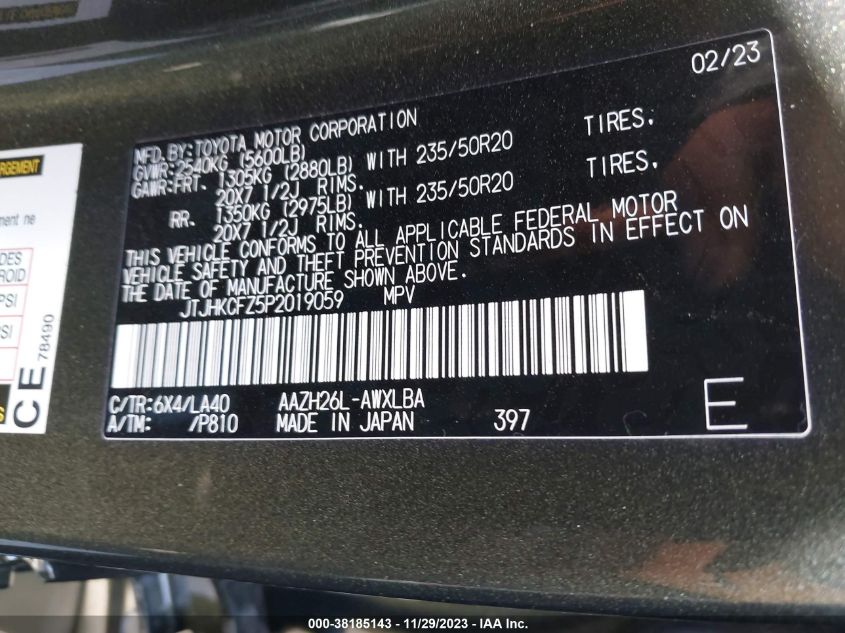 02/23
MFD.BY:TOYOTA MOTOR CORPORATION
GVWR:2540KG (5600LB)
GAWR:FRT. 1305KG (2880LB) WITH 235/50R20 TIRES.
20X7 1/2J RIMS.
RR. 1350KG (2975LB) WITH 235/50R20 TIRES.
20X7 1/2J RIMS.
THIS VEHICLE CONFORMS TO ALL APPLICABLE FEDERAL MOTOR
VEHICLE SAFETY AND THEFT PREVENTION STANDARDS IN EFFECT ON
THE DATE OF MANUFACTURE SHOWN ABOVE.
JTJHKCFZ5P2019059 MPV
C/TR:6X4/LA40 AAZH26L-AWXLBA
A/TM: /P810 MADE IN JAPAN 397
E
ne
PSI
CE
78490
000-38185143 - 11/29/2023 - IAA Inc.